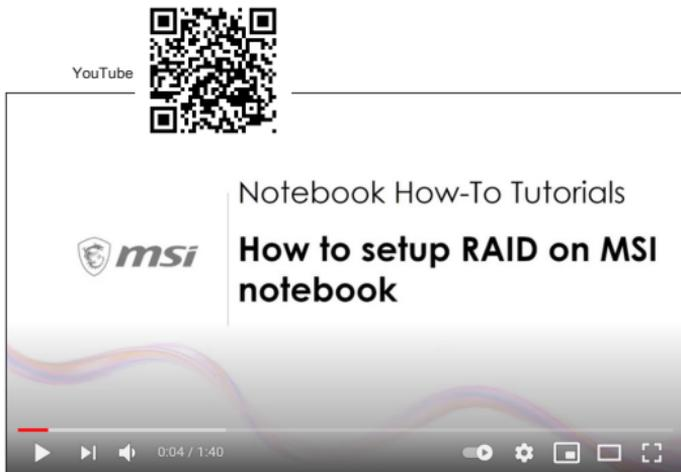 YouTube
Notebook How-To Tutorials
msi
How to setup RAID on MSI
notebook
0:04 / 1:40